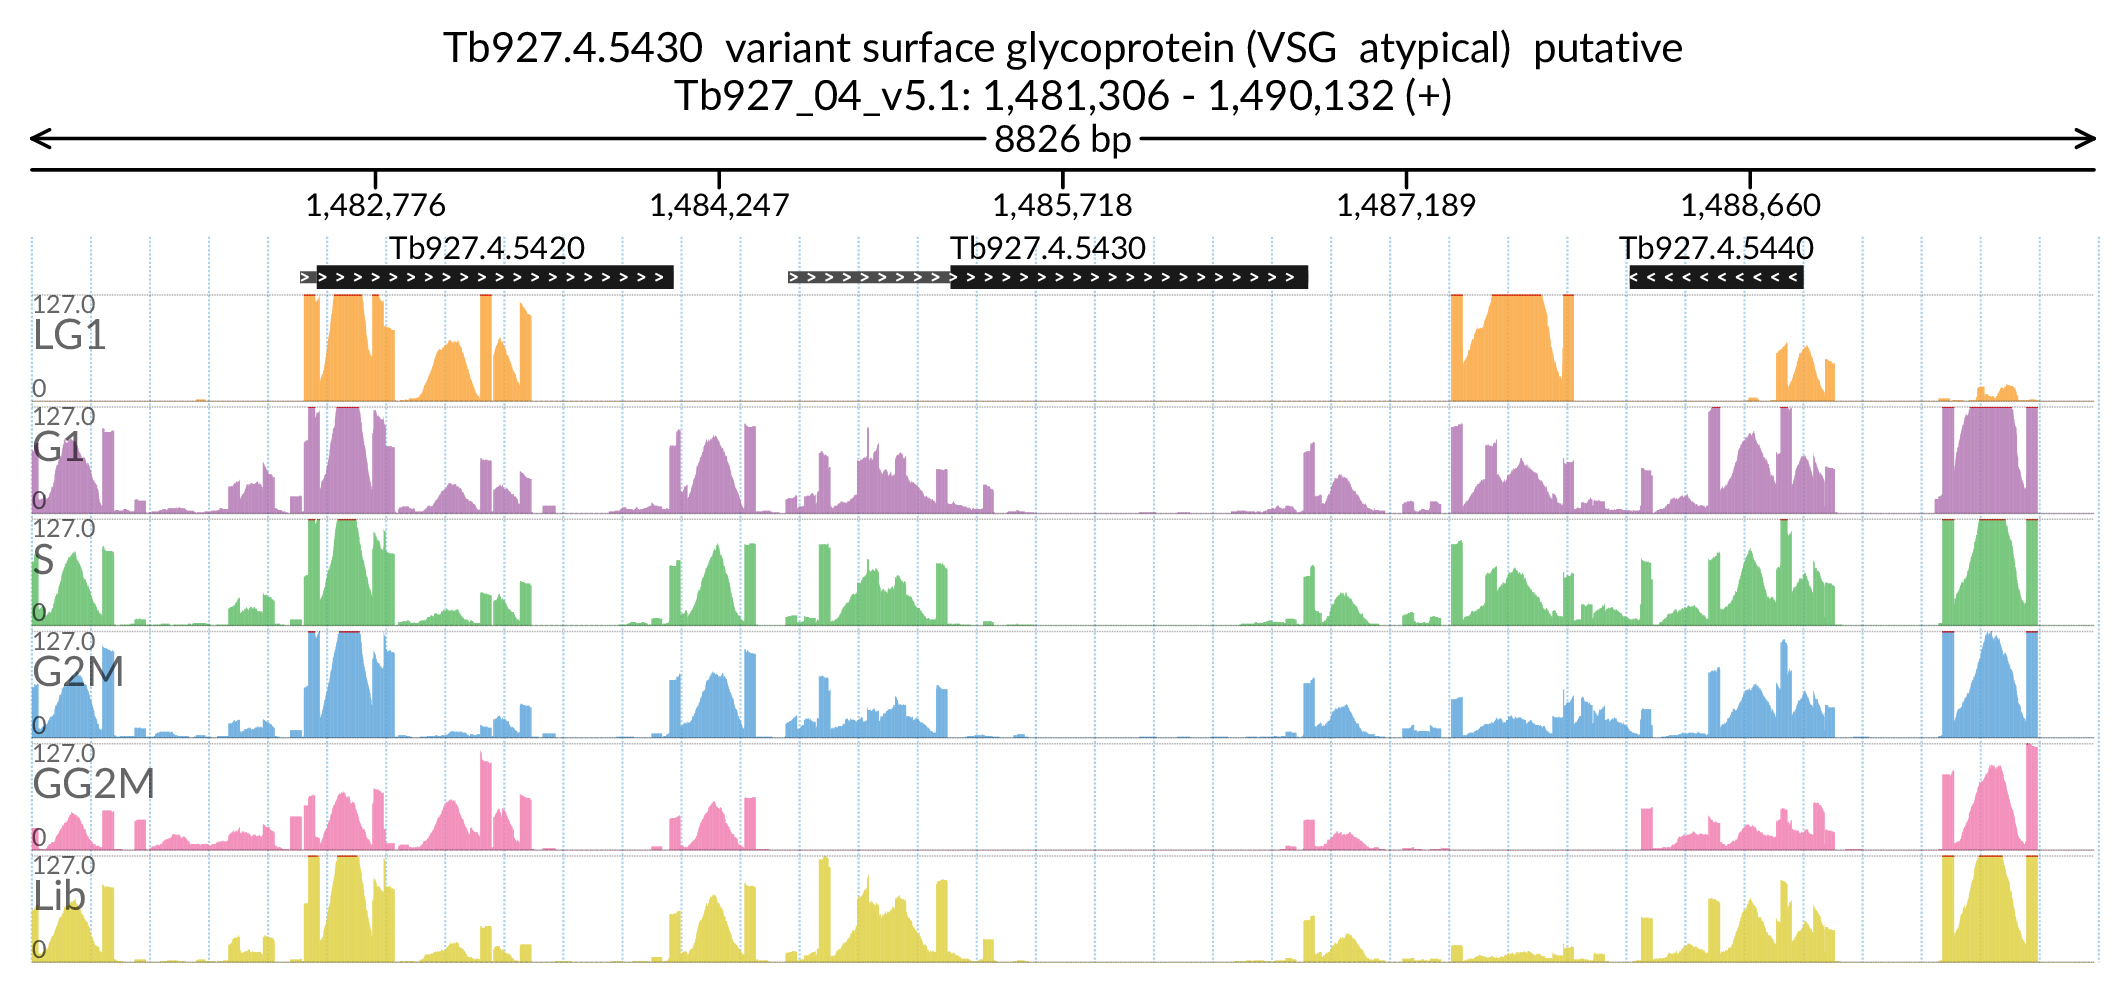 Tb927.4.5430 variant surface glycoprotein (VSG atypical) putative
Tb927_04_v5.1: 1,481,306 - 1,490,132 (+)
8826 bp
1,482,776 1,484,247 1,485,718 1,487,189 1,488,660
Tb927.4.5420 Tb927.4.5430 Tb927.4.5440
127.0
LG1
0
127.0
G1
0
127.0
S
0
127.0
G2M
0
127.0
GG2M
0
127.0
Lib
0